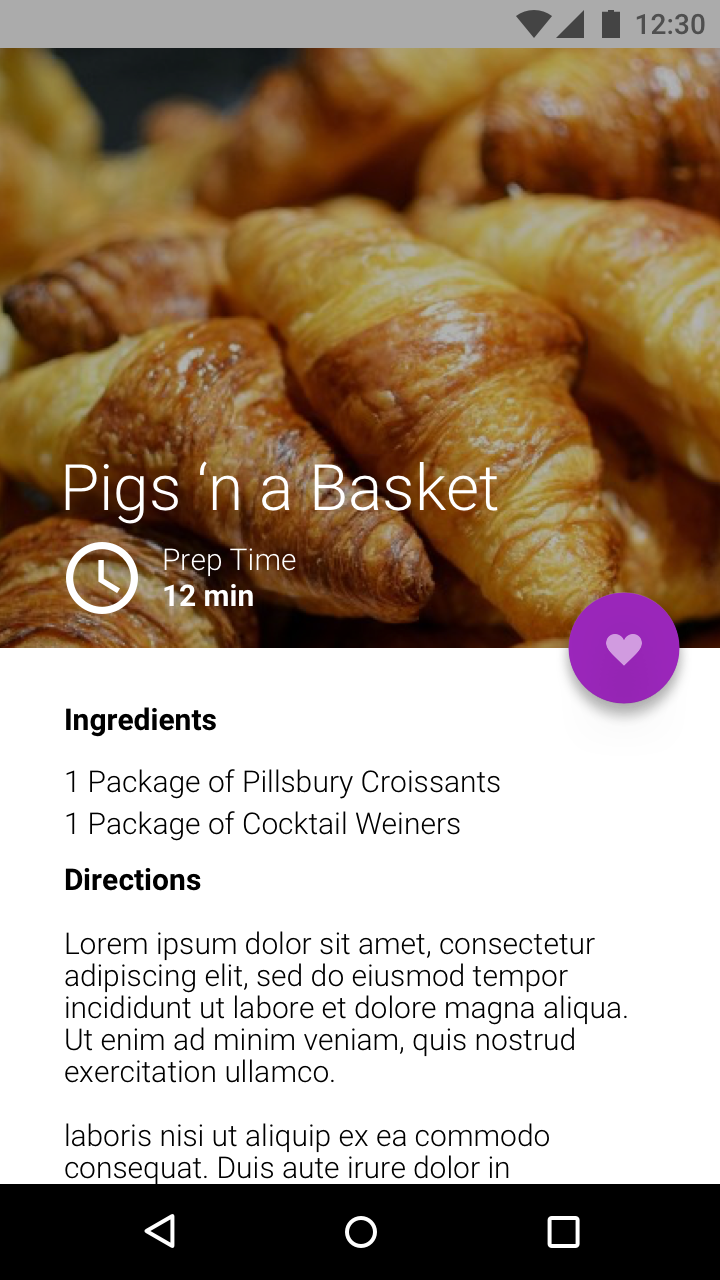 12:30
Pigs ‘n a Basket
Prep Time
12 min
Ingredients
1 Package of Pillsbury Croissants
1 Package of Cocktail Weiners
Directions
Lorem ipsum dolor sit amet, consectetur
adipiscing elit, sed do eiusmod tempor
incididunt ut labore et dolore magna aliqua.
Ut enim ad minim veniam, quis nostrud
exercitation ullamco.
laboris nisi ut aliquip ex ea commodo
consequat. Duis aute irure dolor in